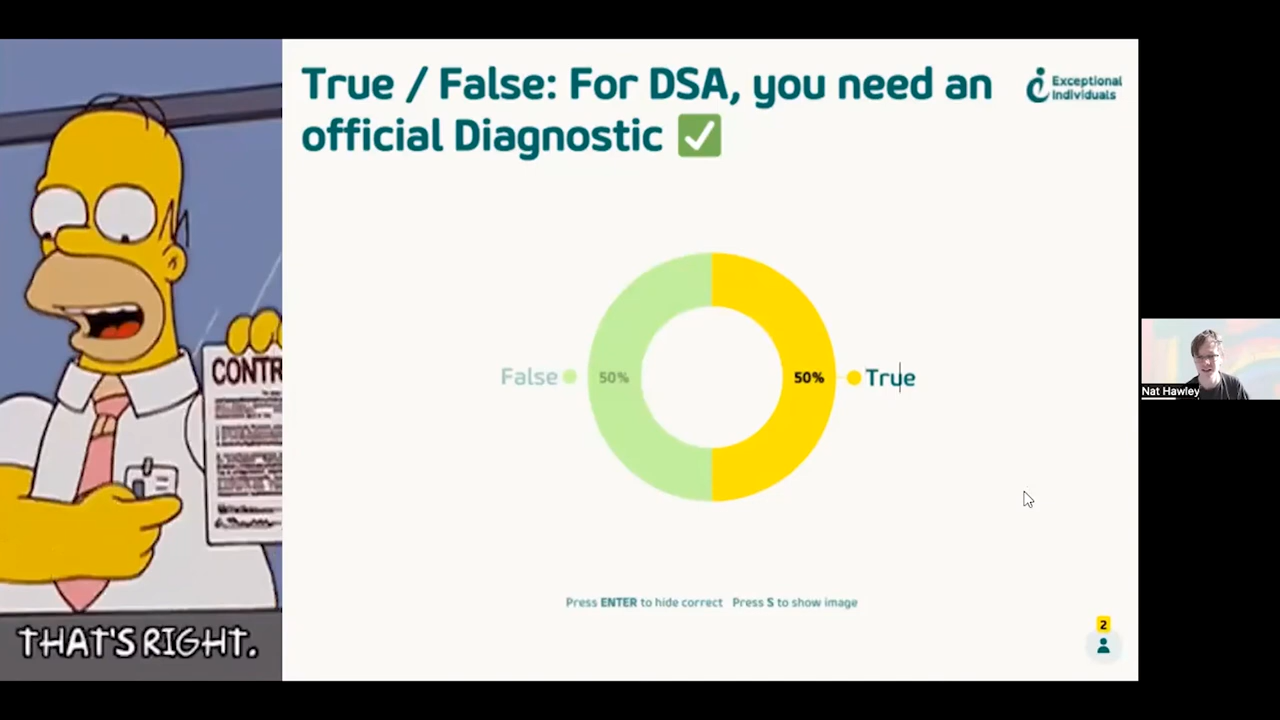 True / False: For DSA, you need an
official Diagnostic ✅
Exceptional
Individuals
CONTR
False
50%
50%
True
Nat Hawley
Press ENTER to hide correct Press S to show image
2
THAT'S RIGHT.